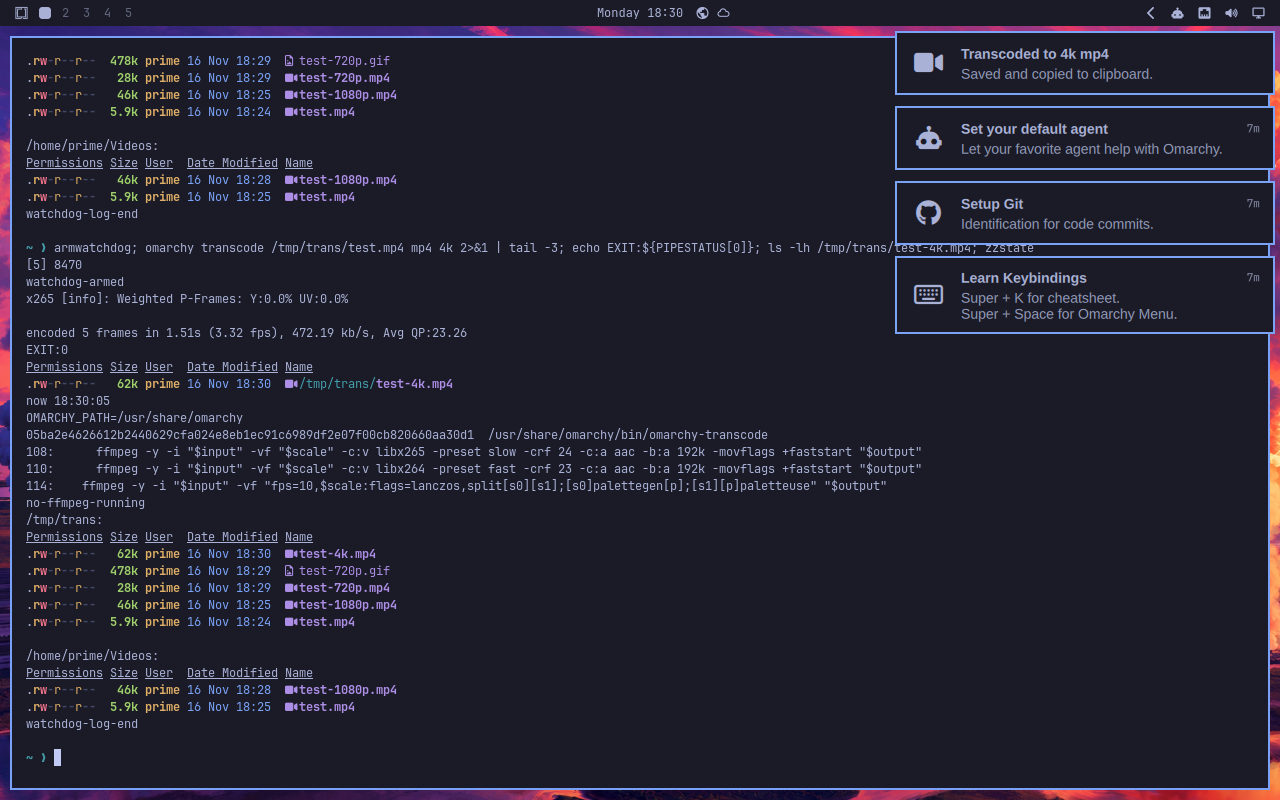 2 3 4 5
Monday 18:30
.rw-r--r-- 478k prime 16 Nov 18:29 test-720p.gif
.rw-r--r-- 28k prime 16 Nov 18:29 test-720p.mp4
.rw-r--r-- 46k prime 16 Nov 18:25 test-1080p.mp4
.rw-r--r-- 5.9k prime 16 Nov 18:24 test.mp4
/home/prime/Videos:
Permissions Size User Date Modified Name
.rw-r--r-- 46k prime 16 Nov 18:28 test-1080p.mp4
.rw-r--r-- 5.9k prime 16 Nov 18:25 test.mp4
watchdog-log-end
~ ❯ armwatchdog; omarchy transcode /tmp/trans/test.mp4 mp4 4k 2>&1 | tail -3; echo EXIT:${PIPESTATUS[0]}; ls -lh /tmp/trans/test-4k.mp4; zzstate
[5] 8470
watchdog-armed
x265 [info]: Weighted P-Frames: Y:0.0% UV:0.0%
encoded 5 frames in 1.51s (3.32 fps), 472.19 kb/s, Avg QP:23.26
EXIT:0
Permissions Size User Date Modified Name
.rw-r--r-- 62k prime 16 Nov 18:30 /tmp/trans/test-4k.mp4
now 18:30:05
OMARCHY_PATH=/usr/share/omarchy
05ba2e4626612b2440629cfa024e8eb1ec91c6989df2e07f00cb820660aa30d1 /usr/share/omarchy/bin/omarchy-transcode
108: ffmpeg -y -i "$input" -vf "$scale" -c:v libx265 -preset slow -crf 24 -c:a aac -b:a 192k -movflags +faststart "$output"
110: ffmpeg -y -i "$input" -vf "$scale" -c:v libx264 -preset fast -crf 23 -c:a aac -b:a 192k -movflags +faststart "$output"
114: ffmpeg -y -i "$input" -vf "fps=10,$scale:flags=lanczos,split[s0][s1];[s0]palettegen[p];[s1][p]paletteuse" "$output"
no-ffmpeg-running
/tmp/trans:
Permissions Size User Date Modified Name
.rw-r--r-- 62k prime 16 Nov 18:30 test-4k.mp4
.rw-r--r-- 478k prime 16 Nov 18:29 test-720p.gif
.rw-r--r-- 28k prime 16 Nov 18:29 test-720p.mp4
.rw-r--r-- 46k prime 16 Nov 18:25 test-1080p.mp4
.rw-r--r-- 5.9k prime 16 Nov 18:24 test.mp4
/home/prime/Videos:
Permissions Size User Date Modified Name
.rw-r--r-- 46k prime 16 Nov 18:28 test-1080p.mp4
.rw-r--r-- 5.9k prime 16 Nov 18:25 test.mp4
watchdog-log-end
~ ❯
Transcoded to 4k mp4
Saved and copied to clipboard.
Set your default agent 7m
Let your favorite agent help with Omarchy.
Setup Git 7m
Identification for code commits.
Learn Keybindings 7m
Super + K for cheatsheet.
Super + Space for Omarchy Menu.